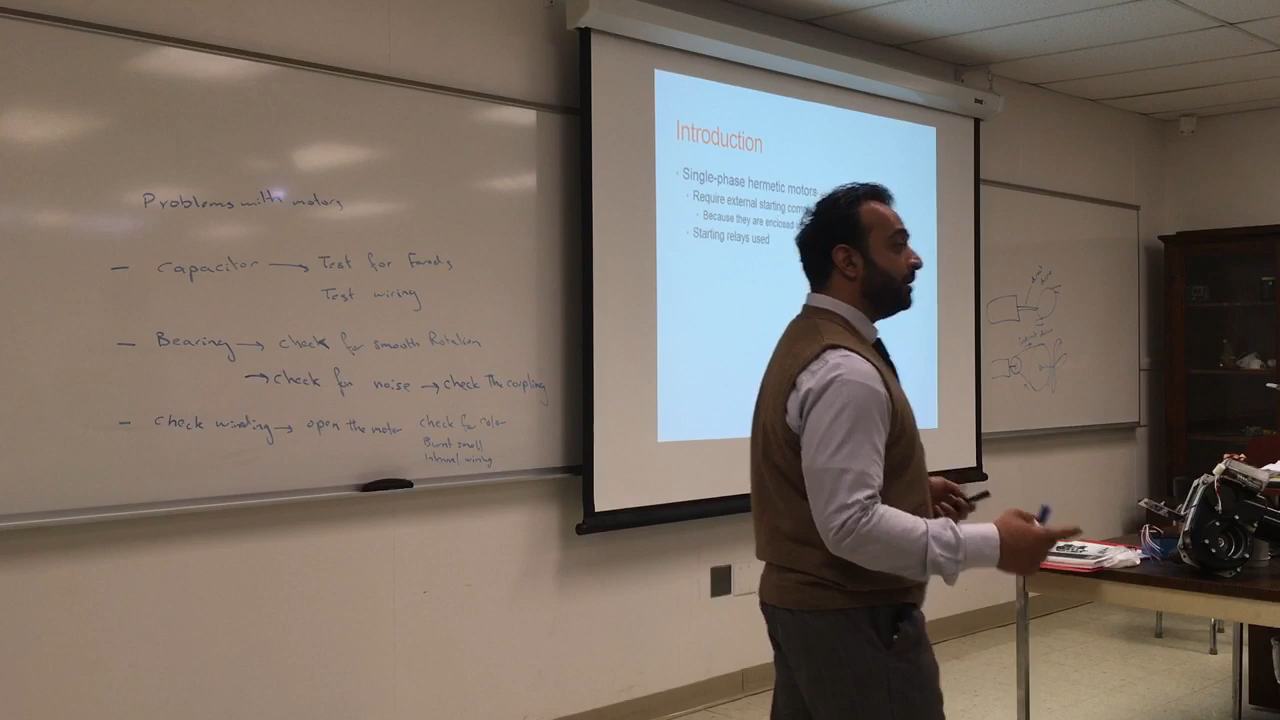 Problems with motors
– Capacitor → Test for Farads
Test wiring
– Bearing → check for smooth Rotation
→ check for noise → check The coupling
– Check winding → open the motor check for color
Burnt smell
Internal wiring
Introduction
• Single-phase hermetic motors
• Require external starting
• Because they are enclosed
• Starting relays used